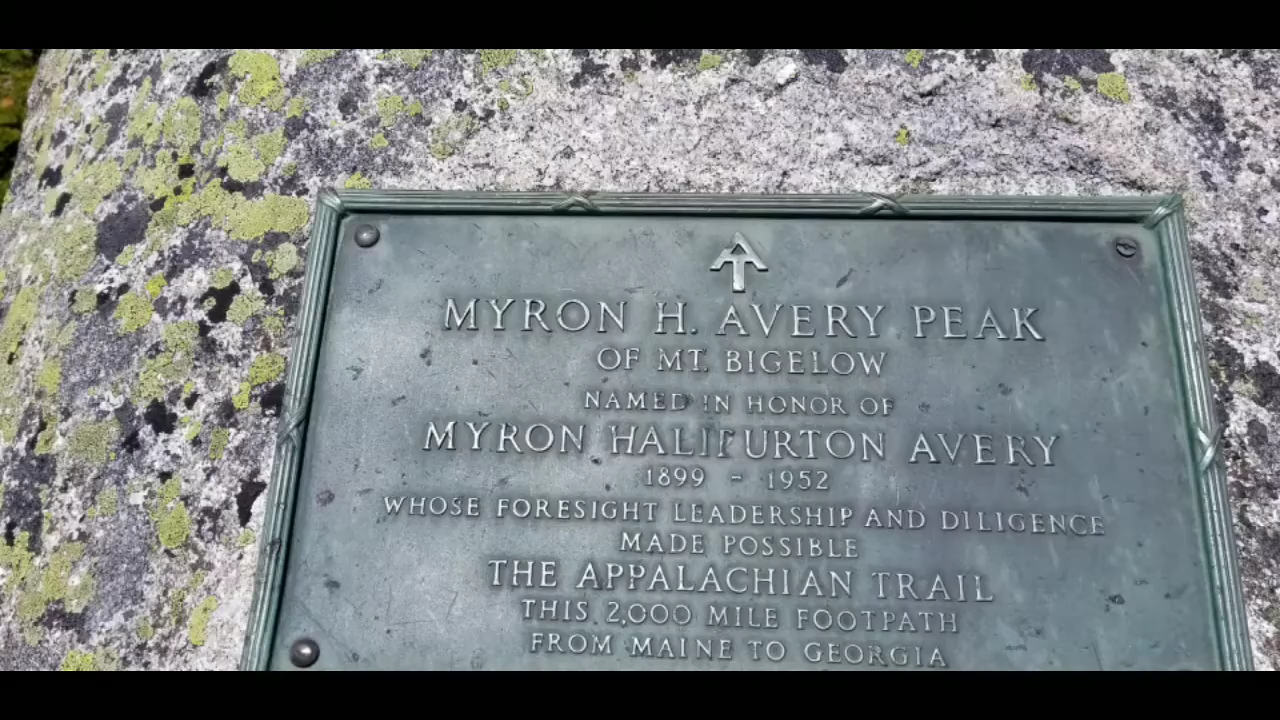 MYRON H. AVERY PEAK
OF MT. BIGELOW
NAMED IN HONOR OF
MYRON HALIBURTON AVERY
1899 - 1952
WHOSE FORESIGHT LEADERSHIP AND DILIGENCE
MADE POSSIBLE
THE APPALACHIAN TRAIL
THIS 2,000 MILE FOOTPATH
FROM MAINE TO GEORGIA